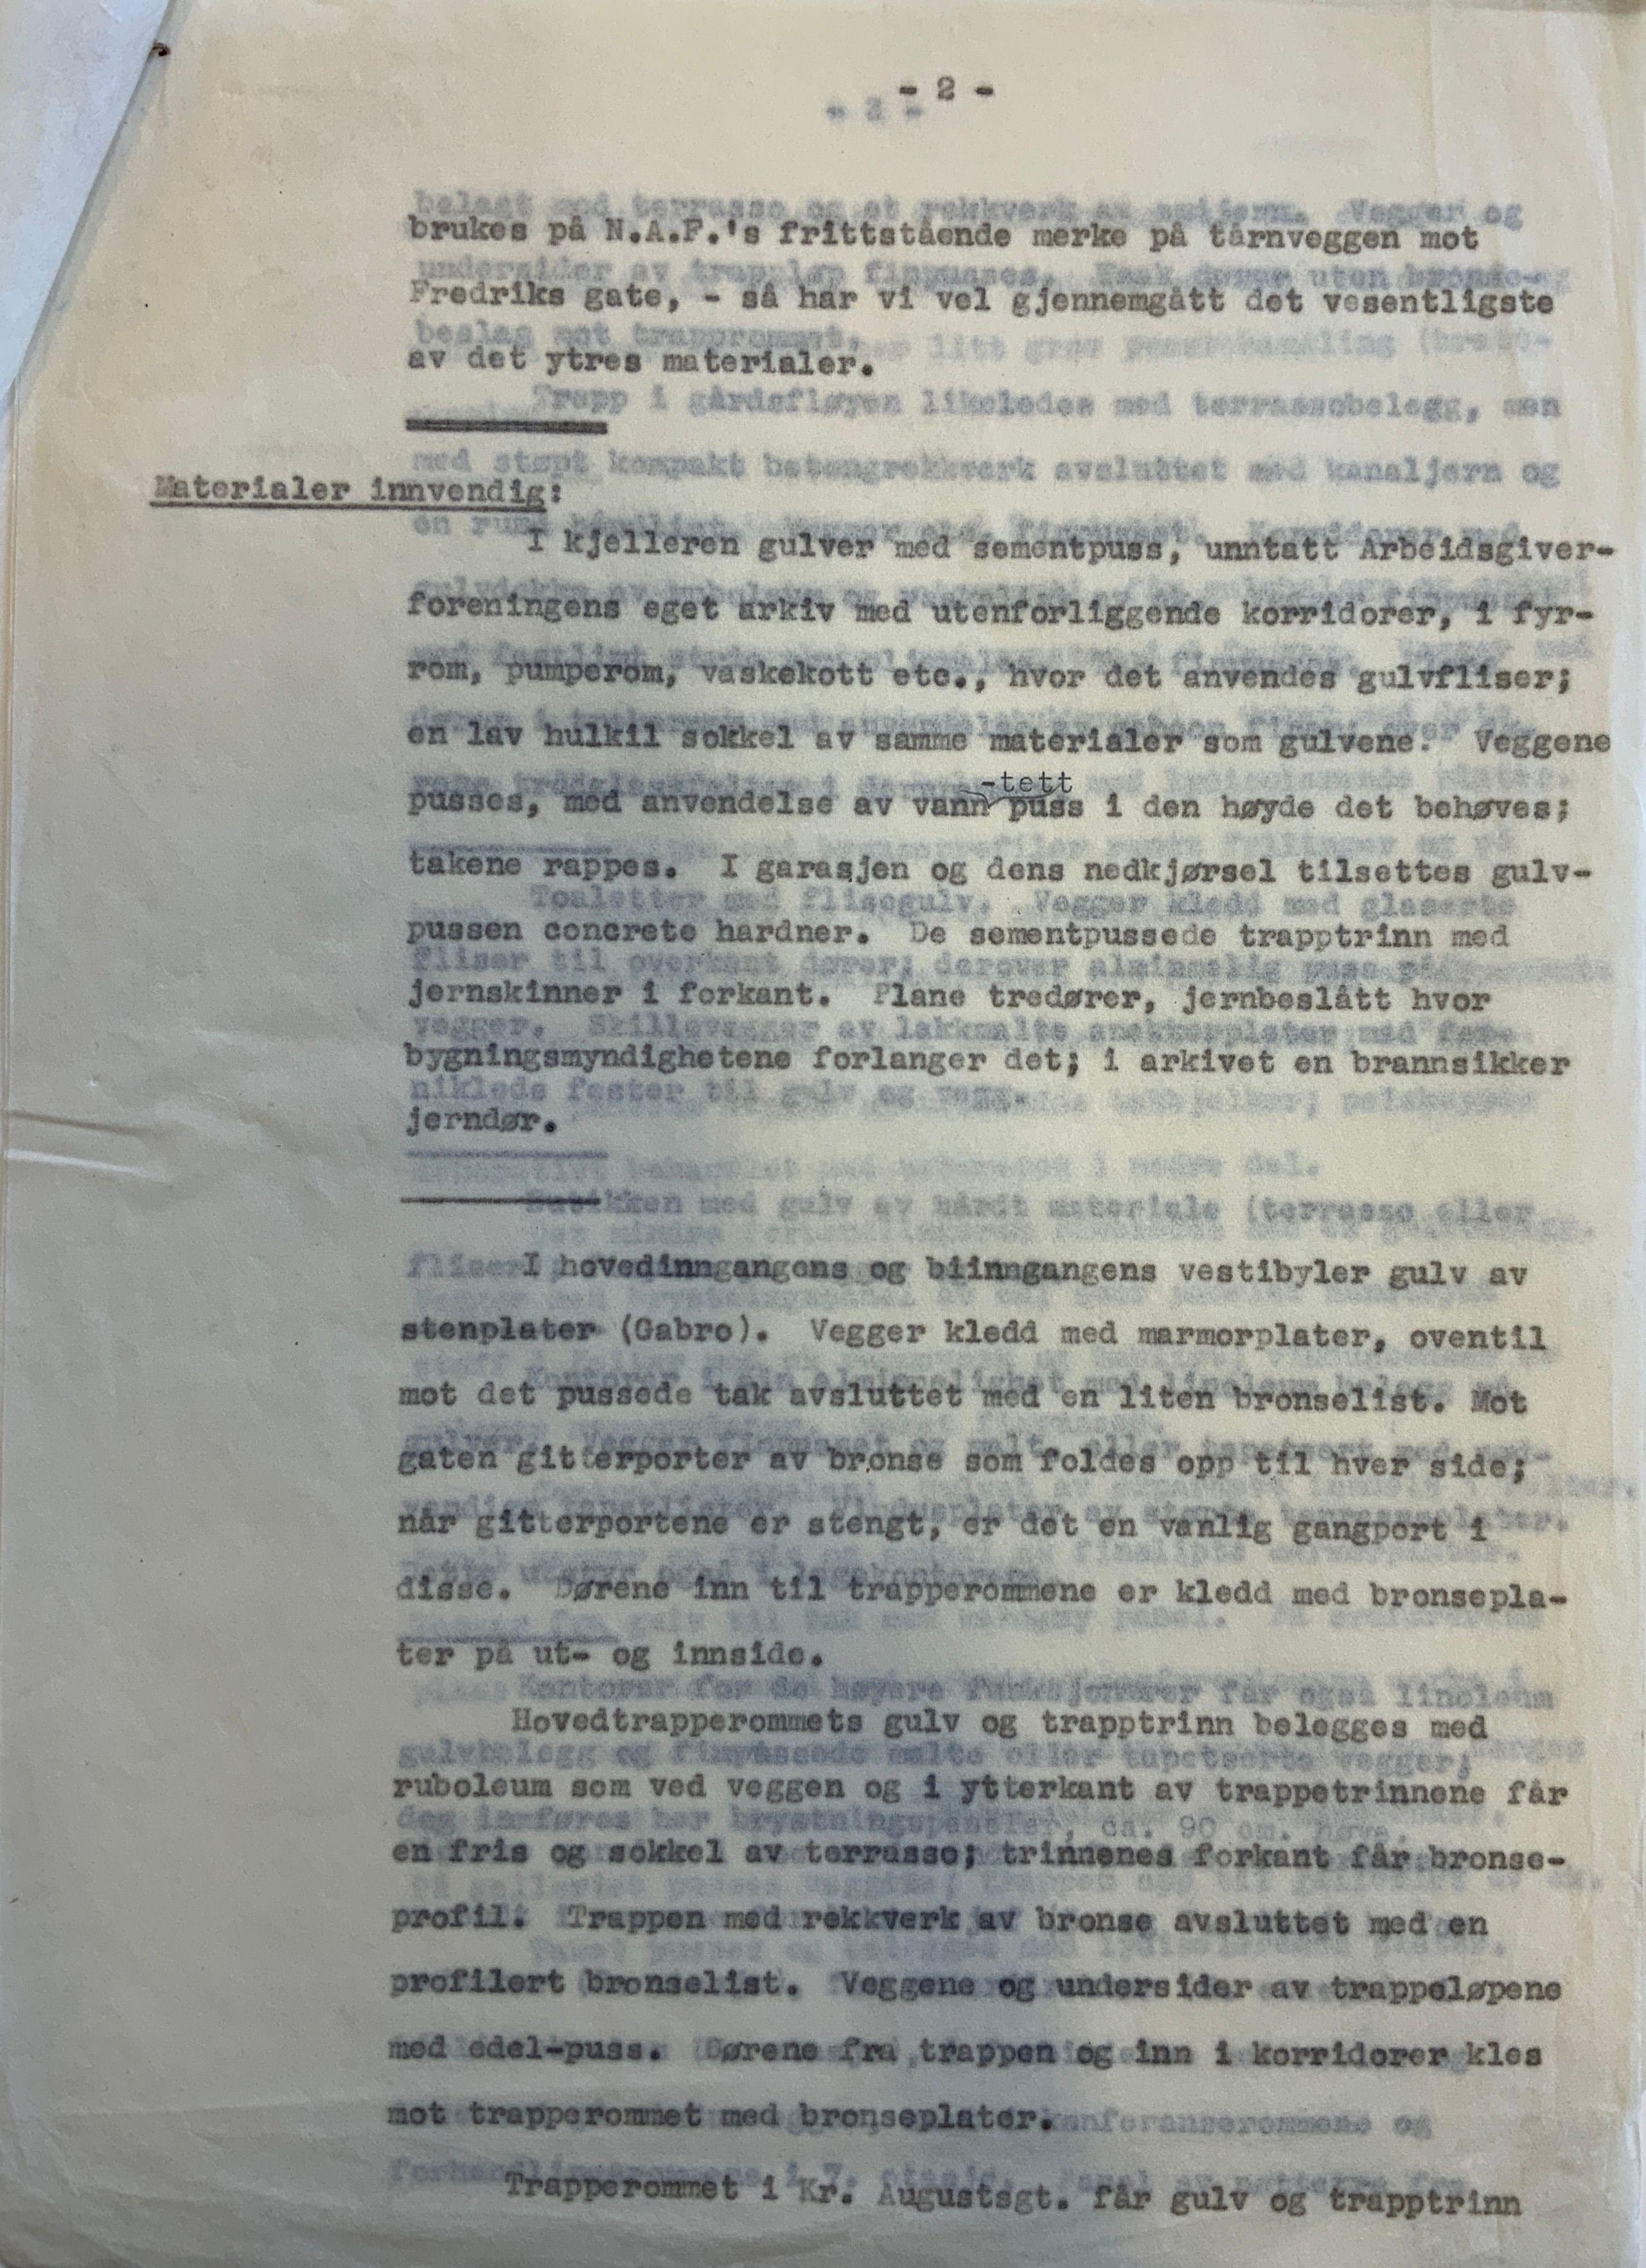 - 2 -
brukes på N.A.F.'s frittstående merke på tårnveggen mot
Fredriks gate, - så har vi vel gjennemgått det vesentligste
av det ytres materialer.
Materialer innvendig:
I kjelleren gulver med sementpuss, unntatt Arbeidsgiver-
foreningens eget arkiv med utenforliggende korridorer, i fyr-
rom, pumperom, vaskekott etc., hvor det anvendes gulvfliser;
en lav hulkil sokkel av samme materialer som gulvene. Veggene
-tett
pusses, med anvendelse av vann puss i den høyde det behøves;
takene rappes. I garasjen og dens nedkjørsel tilsettes gulv-
pussen concrete hardner. De sementpussede trapptrinn med
jernskinner i forkant. Plane tredører, jernbeslått hvor
bygningsmyndighetene forlanger det; i arkivet en brannsikker
jerndør.
I hovedinngangens og biinngangens vestibyler gulv av
stenplater (Gabro). Vegger kledd med marmorplater, oventil
mot det pussede tak avsluttet med en liten bronselist. Mot
gaten gitterporter av bronse som foldes opp til hver side;
når gitterportene er stengt, er det en vanlig gangport i
disse. Dørene inn til trapperommene er kledd med bronsepla-
ter på ut- og innside.
Hovedtrapperommets gulv og trapptrinn belegges med
ruboleum som ved veggen og i ytterkant av trappetrinnene får
en fris og sokkel av terrasso; trinnenes forkant får bronse-
profil. Trappen med rekkverk av bronse avsluttet med en
profilert bronselist. Veggene og undersider av trappeløpene
med edel-puss. Dørene fra trappen og inn i korridorer kles
mot trapperommet med bronseplater.
Trapperommet i Kr. Augustsgt. får gulv og trapptrinn